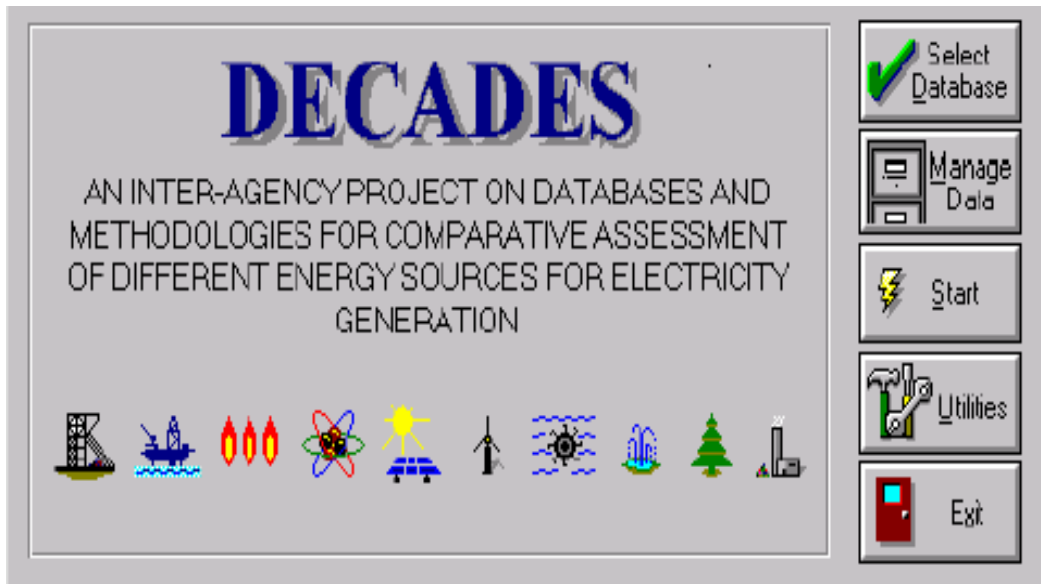 DECADES
AN INTER-AGENCY PROJECT ON DATABASES AND
METHODOLOGIES FOR COMPARATIVE ASSESSMENT
OF DIFFERENT ENERGY SOURCES FOR ELECTRICITY
GENERATION
Select
Database
Manage
Data
Start
Utilities
Exit